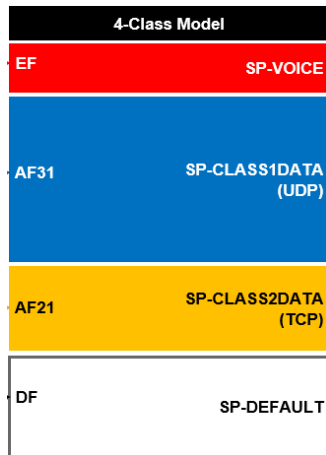 4-Class Model
EF
SP-VOICE
AF31
SP-CLASS1DATA
(UDP)
AF21
SP-CLASS2DATA
(TCP)
DF
SP-DEFAULT